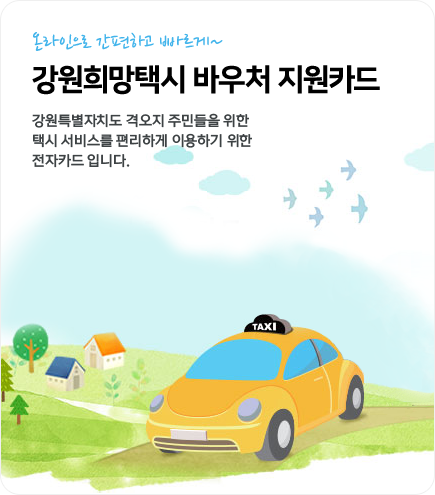 온라인으로 간편하고 빠르게~
강원희망택시 바우처 지원카드
강원특별자치도 격오지 주민들을 위한
택시 서비스를 편리하게 이용하기 위한
전자카드 입니다.
TAXI